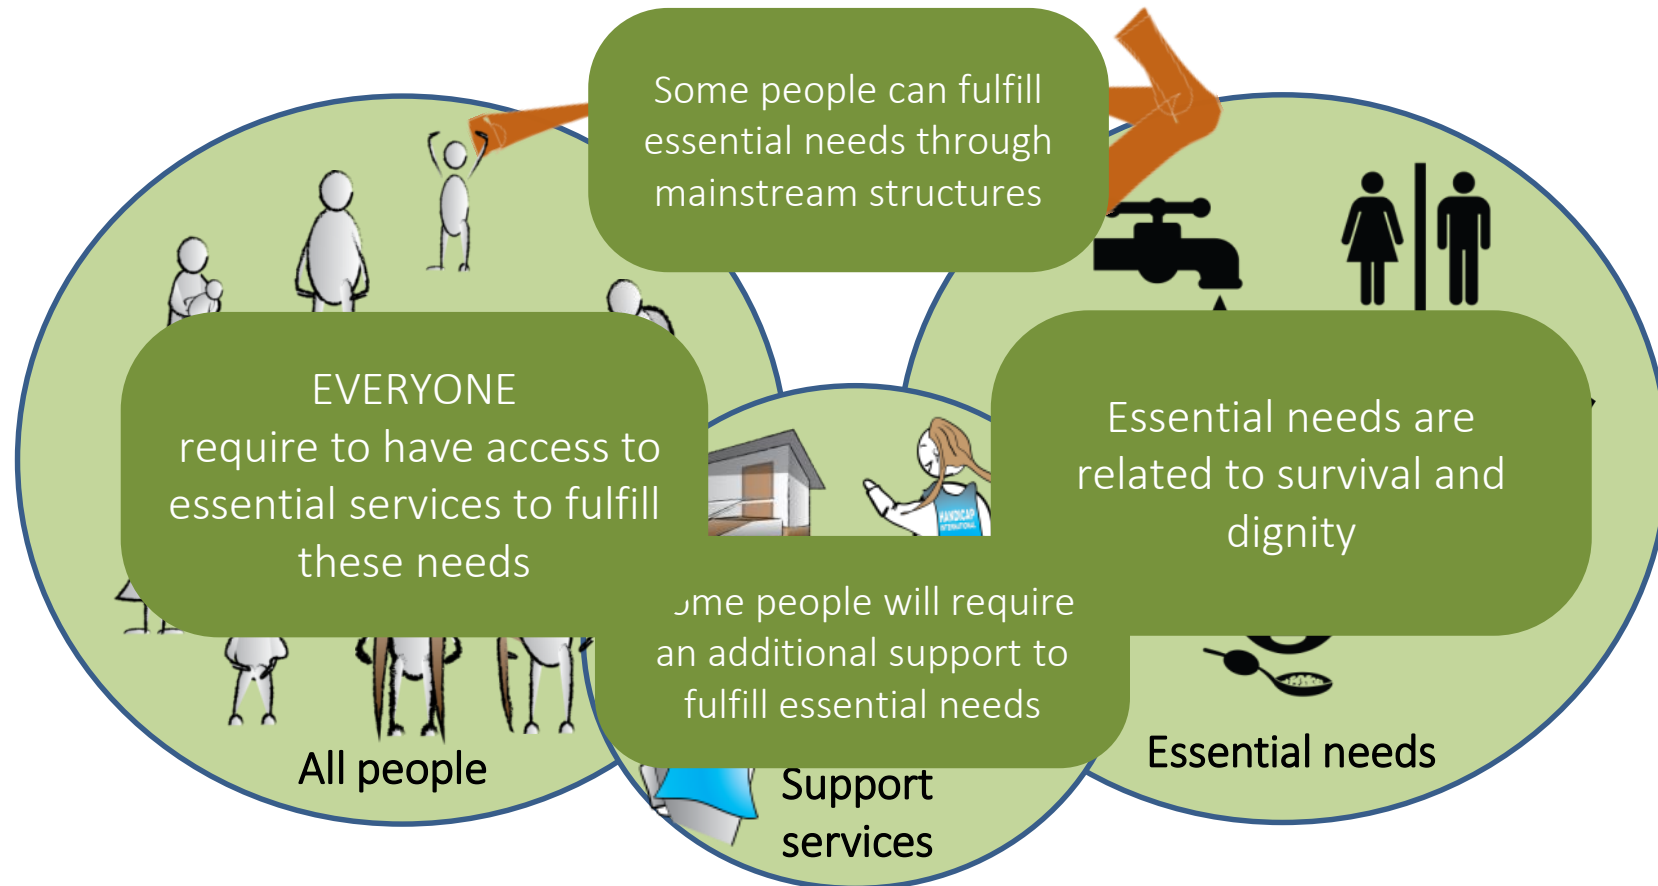 Some people can fulfill
essential needs through
mainstream structures
EVERYONE
require to have access to
essential services to fulfill
these needs
Essential needs are
related to survival and
dignity
HANDICAP
INTERNATIONAL
people will require
an additional support to
fulfill essential needs
All people
Support
services
Essential needs